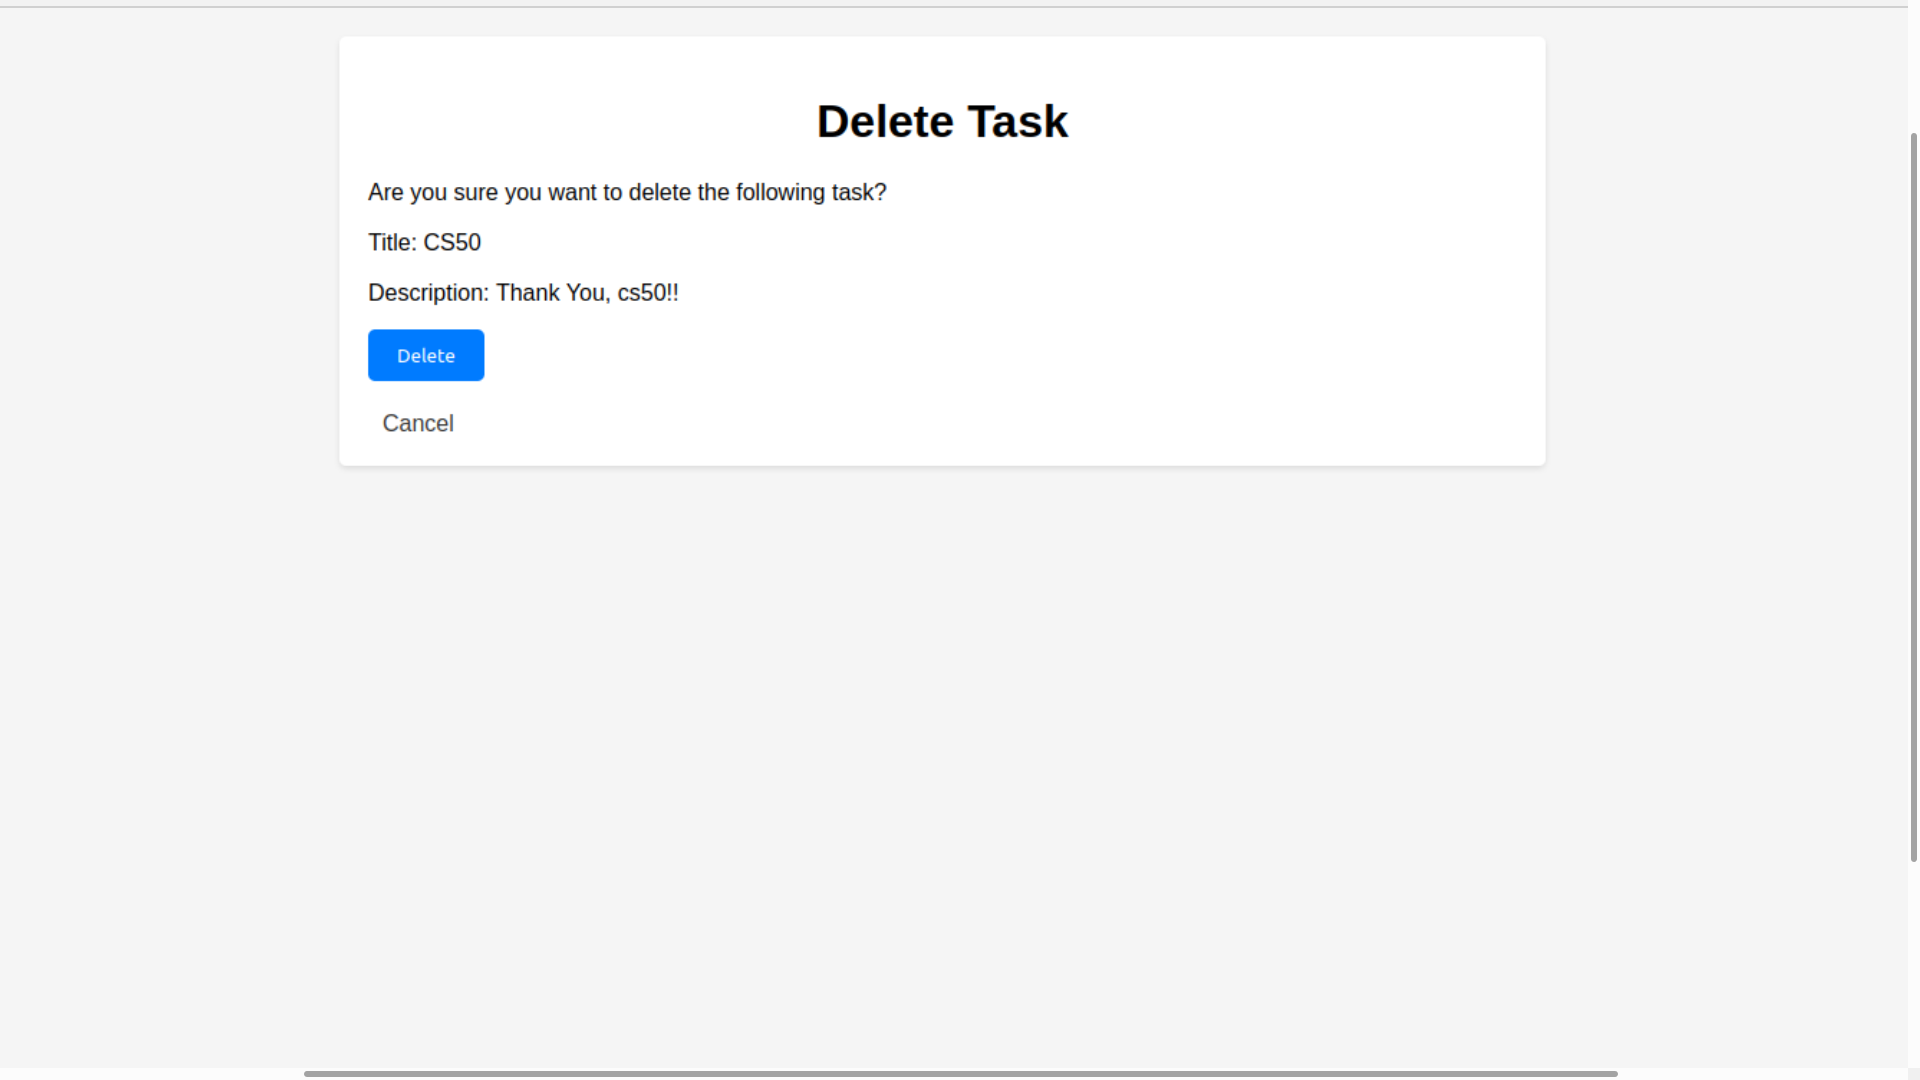 Delete Task
Are you sure you want to delete the following task?
Title: CS50
Description: Thank You, cs50!!
Delete
Cancel